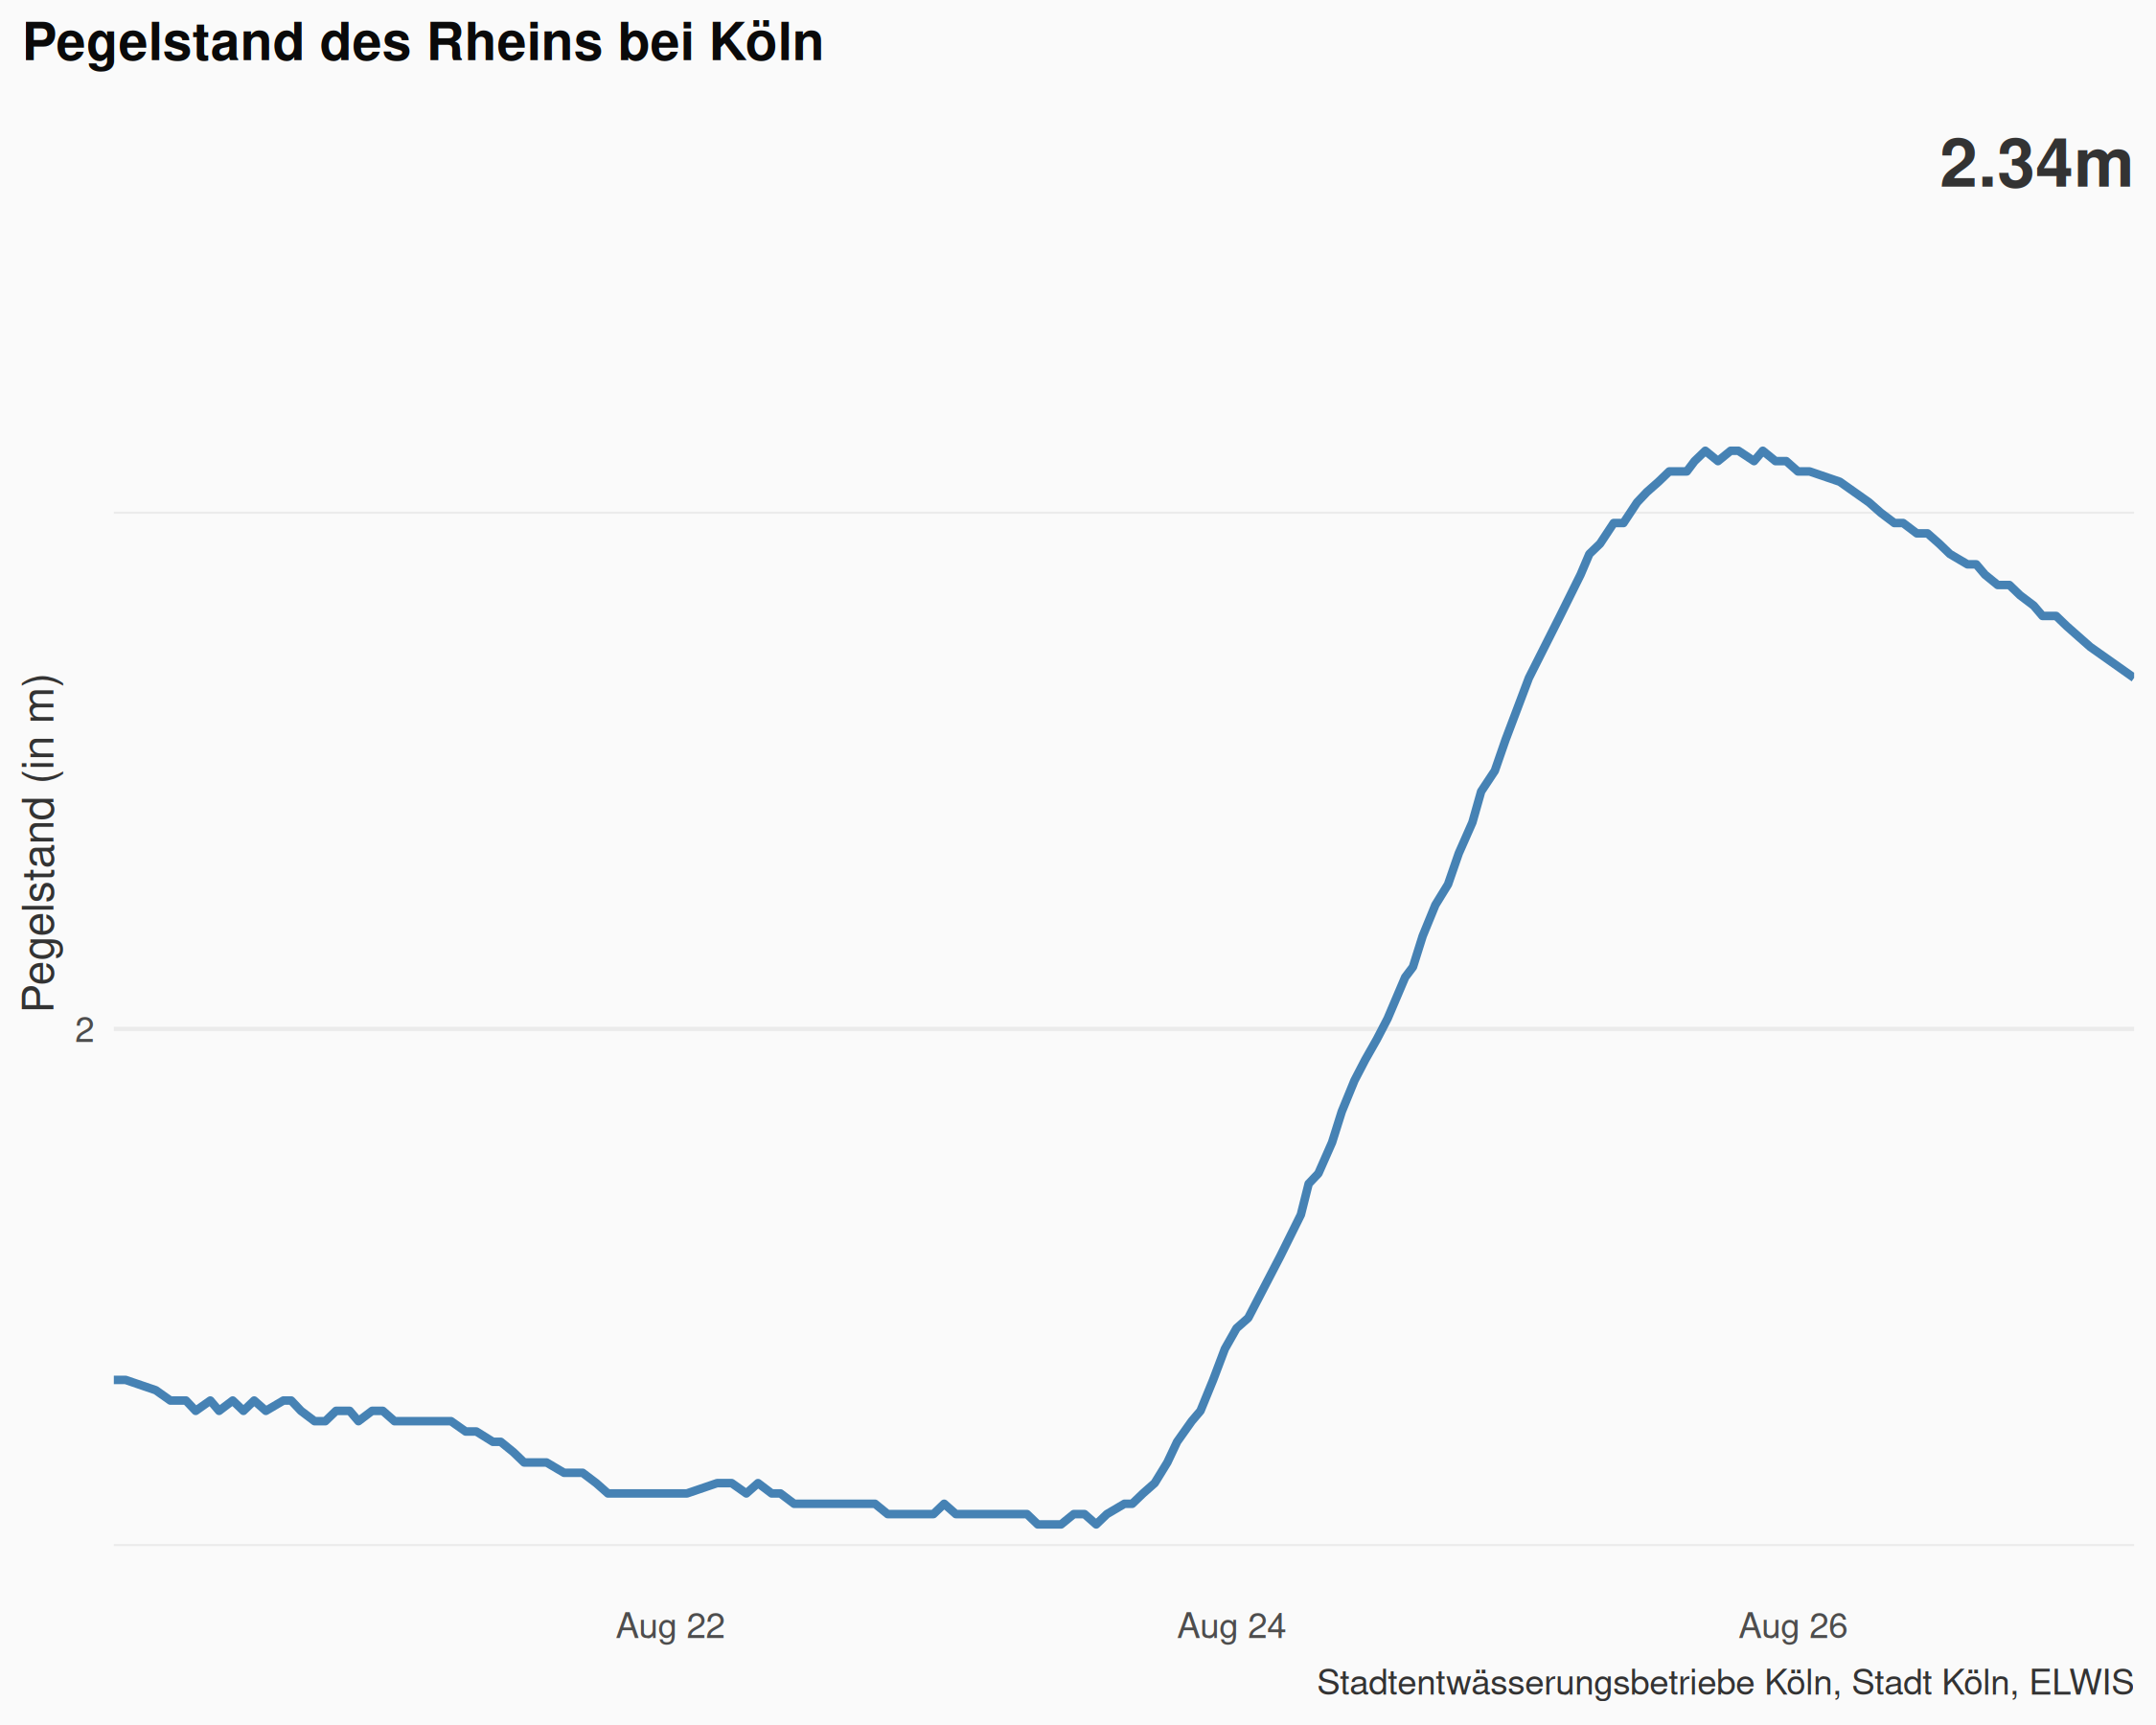 Pegelstand des Rheins bei Köln
2.34m
Pegelstand (in m)
2
Aug 22
Aug 24
Aug 26
Stadtentwässerungsbetriebe Köln, Stadt Köln, ELWIS